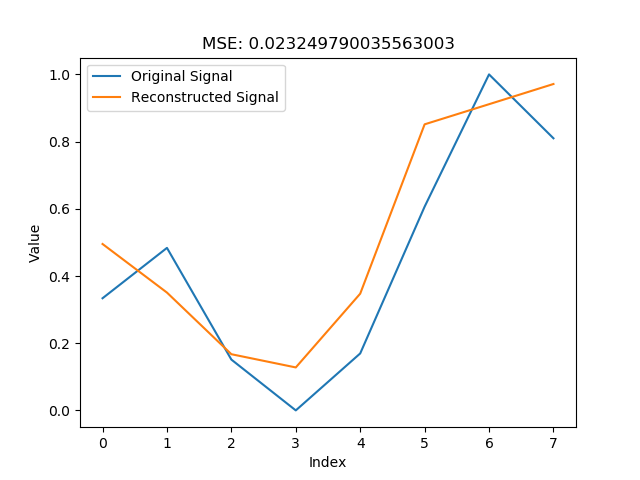 MSE: 0.023249790035563003
Original Signal
Reconstructed Signal
1.0
0.8
0.6
0.4
0.2
0.0
Value
0 1 2 3 4 5 6 7
Index